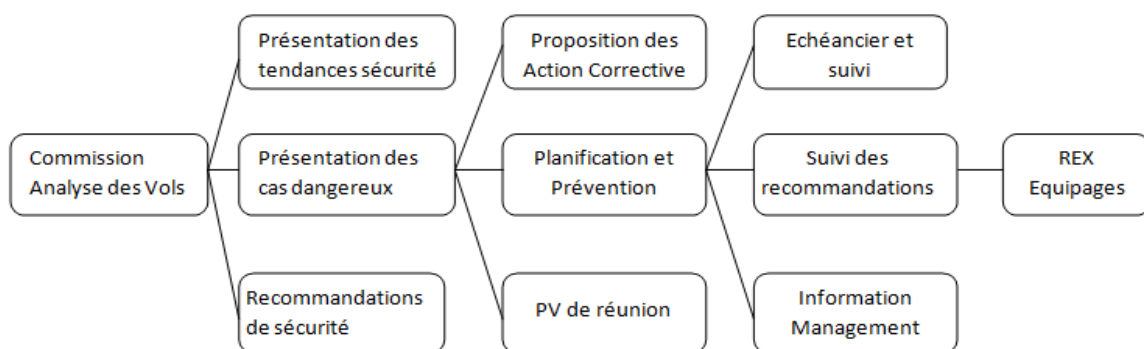 Présentation des
tendances sécurité
Proposition des
Action Corrective
Echéancier et
suivi
Commission
Analyse des Vols
Présentation des
cas dangereux
Planification et
Prévention
Suivi des
recommandations
REX
Equipages
Recommandations
de sécurité
PV de réunion
Information
Management